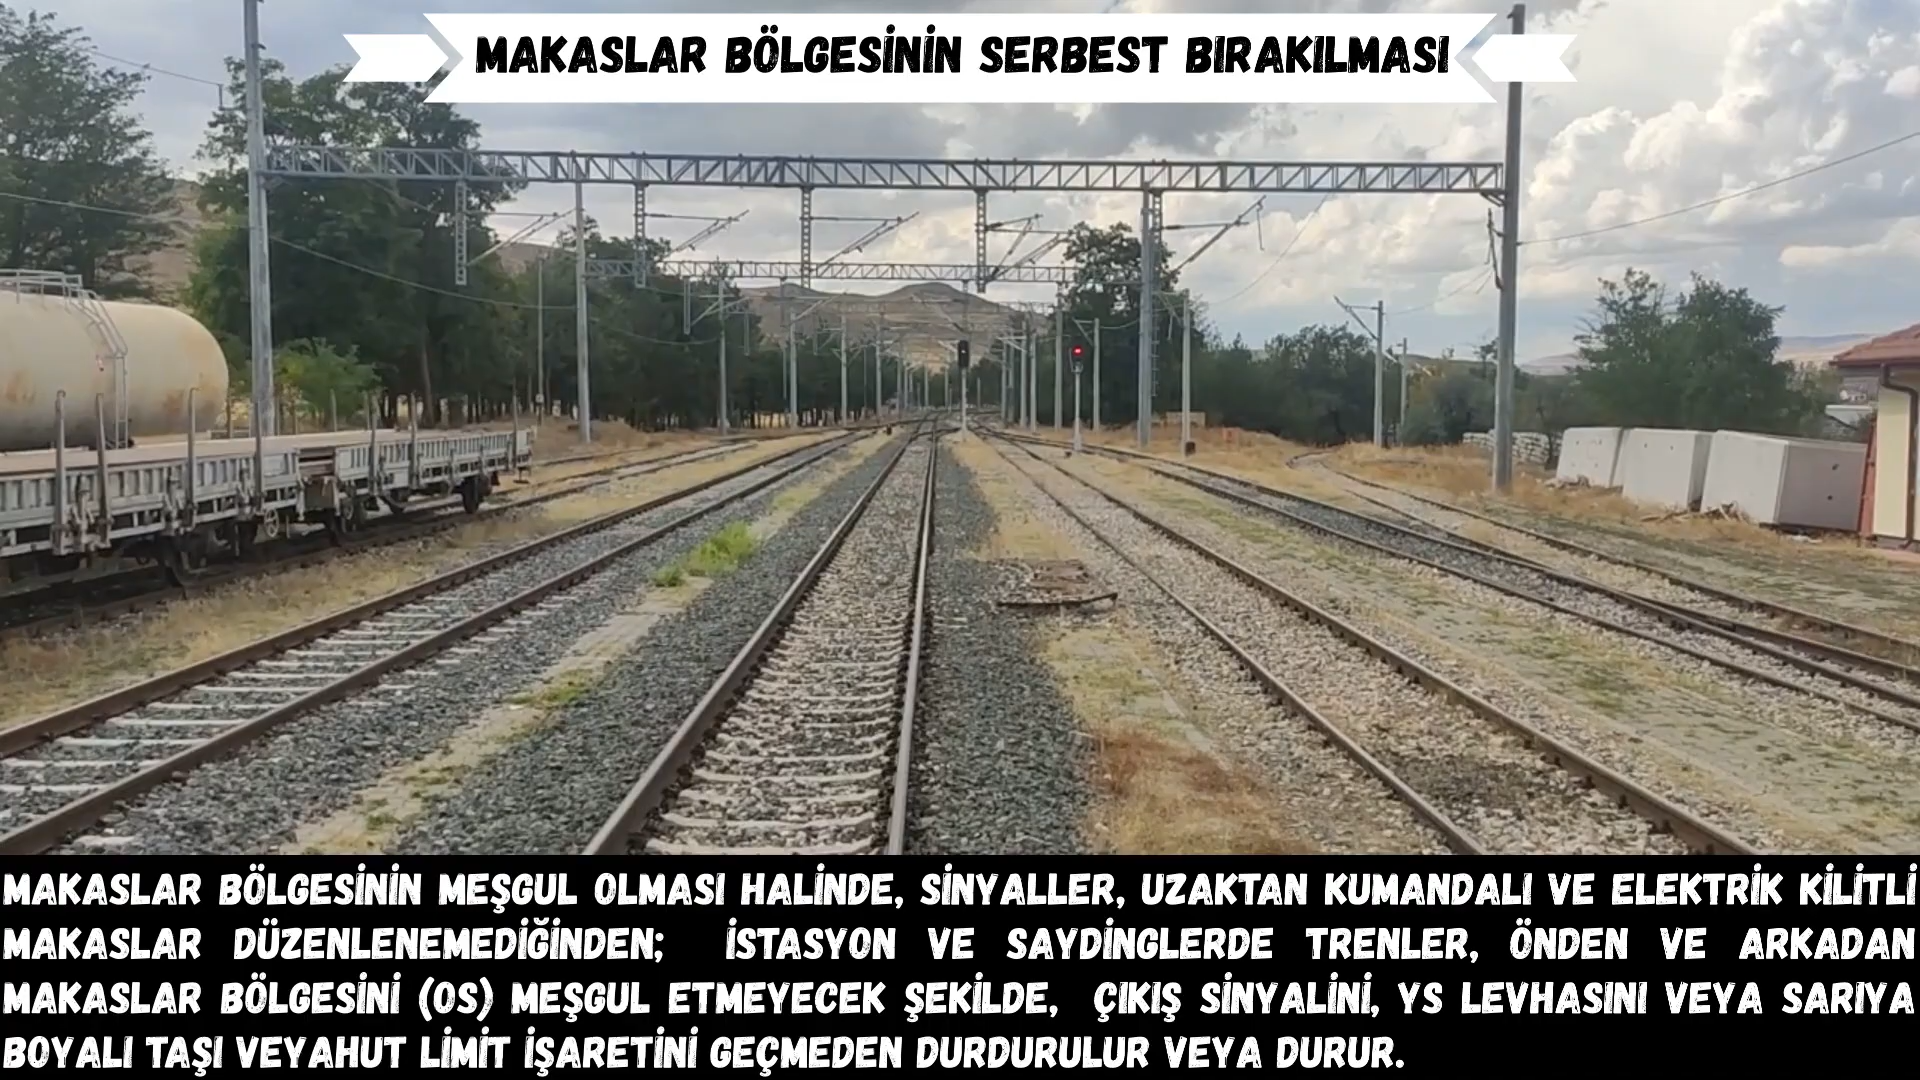 MAKASLAR BÖLGESİNİN SERBEST BIRAKILMASI
MAKASLAR BÖLGESİNİN MEŞGUL OLMASI HALİNDE, SİNYALLER, UZAKTAN KUMANDALI VE ELEKTRİK KİLİTLİ
MAKASLAR DÜZENLENEMEDİĞİNDEN; İSTASYON VE SAYDİNGLERDE TRENLER, ÖNDEN VE ARKADAN
MAKASLAR BÖLGESİNİ (OS) MEŞGUL ETMEYECEK ŞEKİLDE, ÇIKIŞ SİNYALİNİ, YS LEVHASINI VEYA SARIYA
BOYALI TAŞI VEYAHUT LİMİT İŞARETİNİ GEÇMEDEN DURDURULUR VEYA DURUR.